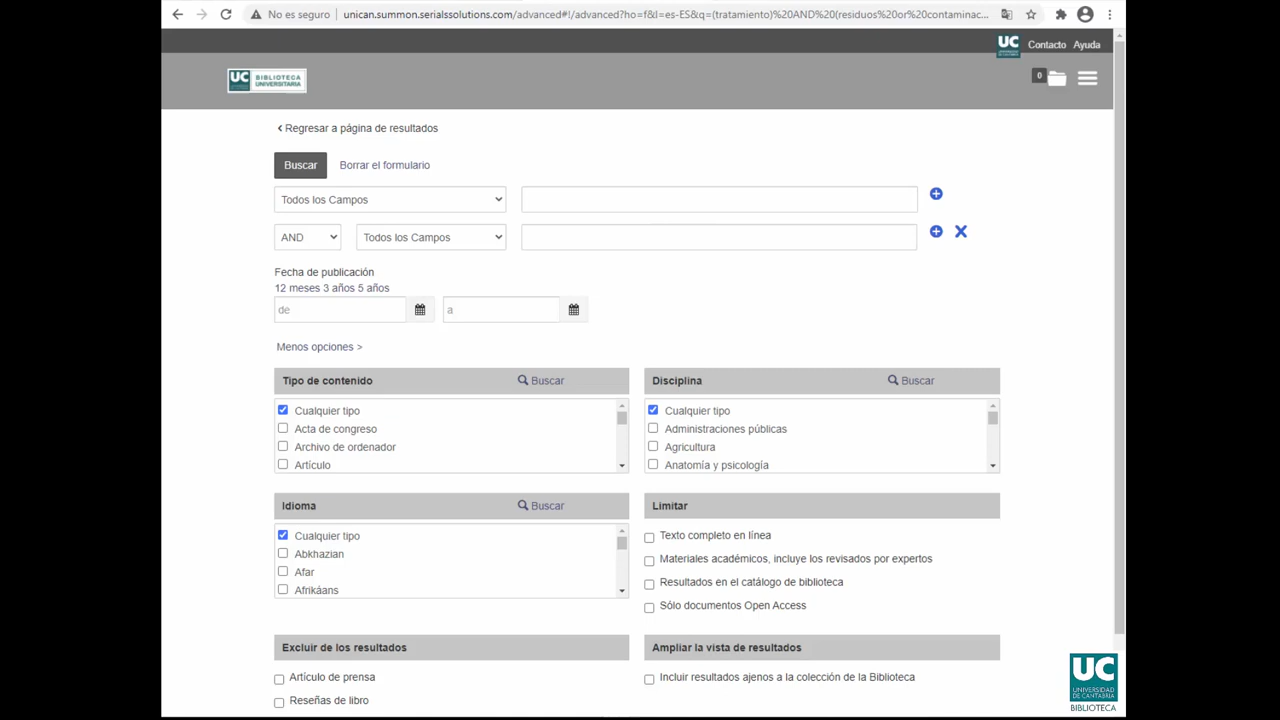 No es seguro unican.summon.serialssolutions.com/advanced#!/advanced?ho=f&l=es-ES&q=(tratamiento)%20AND%20(residuos%20or%20contaminac...
UC Contacto Ayuda
UC BIBLIOTECA UNIVERSITARIA
0
Regresar a página de resultados
Buscar Borrar el formulario
Todos los Campos
AND Todos los Campos
Fecha de publicación
12 meses 3 años 5 años
de a
Menos opciones >
Tipo de contenido Buscar
Cualquier tipo
Acta de congreso
Archivo de ordenador
Artículo
Disciplina Buscar
Cualquier tipo
Administraciones públicas
Agricultura
Anatomía y psicología
Idioma Buscar
Cualquier tipo
Abkhazian
Afar
Afrikáans
Limitar
Texto completo en línea
Materiales académicos, incluye los revisados por expertos
Resultados en el catálogo de biblioteca
Sólo documentos Open Access
Excluir de los resultados
Artículo de prensa
Reseñas de libro
Ampliar la vista de resultados
Incluir resultados ajenos a la colección de la Biblioteca
UC
UNIVERSIDAD
DE CANTABRIA
BIBLIOTECA